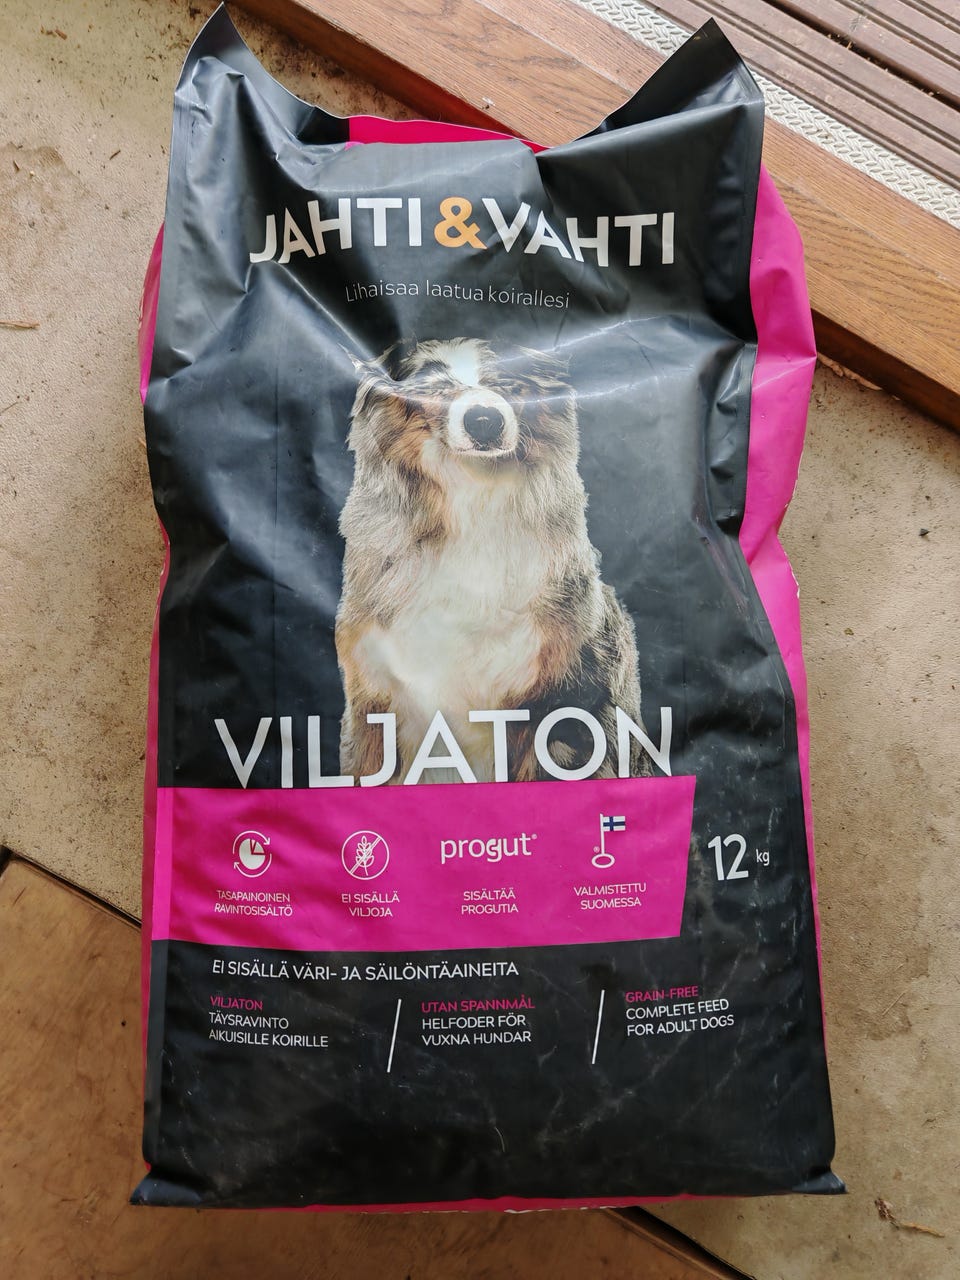 JAHTI&VAHTI
Lihaisaa laatua koirallesi
VILJATON
TASAPAINOINEN
RAVINTOSISÄLTÖ
EI SISÄLLÄ
VILJOJA
progut®
SISÄLTÄÄ
PROGUTIA
®
VALMISTETTU
SUOMESSA
12 kg
EI SISÄLLÄ VÄRI- JA SÄILÖNTÄAINEITA
VILJATON
TÄYSRAVINTO
AIKUISILLE KOIRILLE
UTAN SPANNMÅL
HELFODER FÖR
VUXNA HUNDAR
GRAIN-FREE
COMPLETE FEED
FOR ADULT DOGS